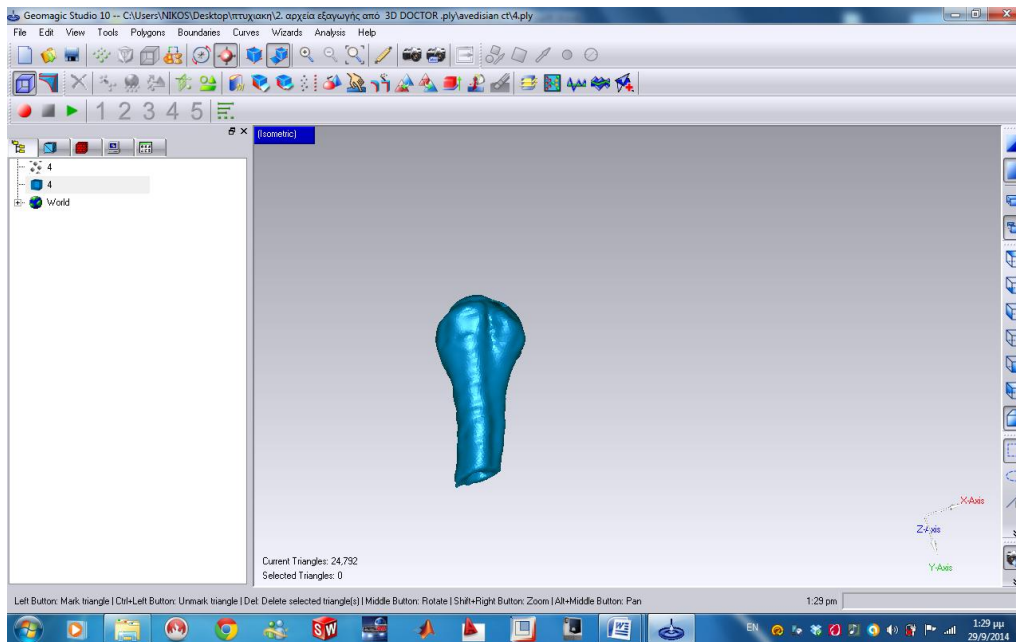 Geomagic Studio 10 -- C:\Users\NIKOS\Desktop\πτυχιακη\2. αρχεία εξαγωγής από 3D DOCTOR .ply\avedisian ct\4.ply
File Edit View Tools Polygons Boundaries Curves Wizards Analysis Help
1 2 3 4 5
(Isometric)
4
4
World
X-Axis
Z-Axis
Y-Axis
Current Triangles: 24,792
Selected Triangles: 0
Left Button: Mark triangle | Ctrl+Left Button: Unmark triangle | Del: Delete selected triangle(s) | Middle Button: Rotate | Shift+Right Button: Zoom | Alt+Middle Button: Pan 1:29 pm
SW
W
EN
1:29 μμ
29/9/2014